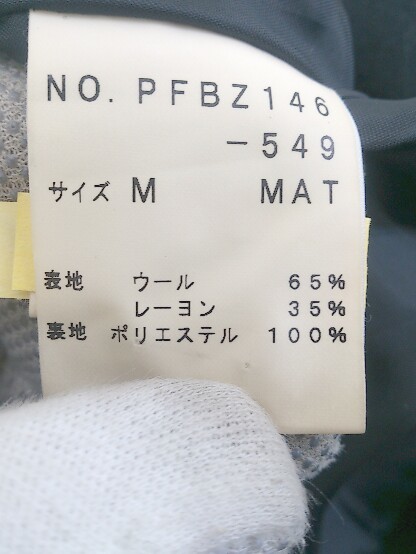 NO. PFBZ146
-549
サイズ M MAT
表地 ウール 65%
レーヨン 35%
裏地 ポリエステル 100%